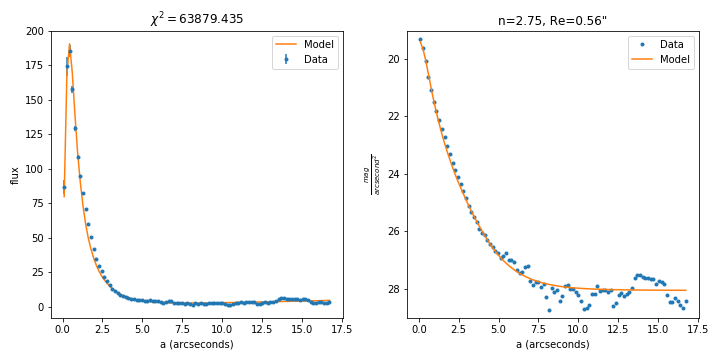 χ² = 63879.435
flux
200
175
150
125
100
75
50
25
0
Model
Data
0.0 2.5 5.0 7.5 10.0 12.5 15.0 17.5
a (arcseconds)
n=2.75, Re=0.56"
mag
arcsecond²
20
22
24
26
28
Data
Model
0.0 2.5 5.0 7.5 10.0 12.5 15.0 17.5
a (arcseconds)